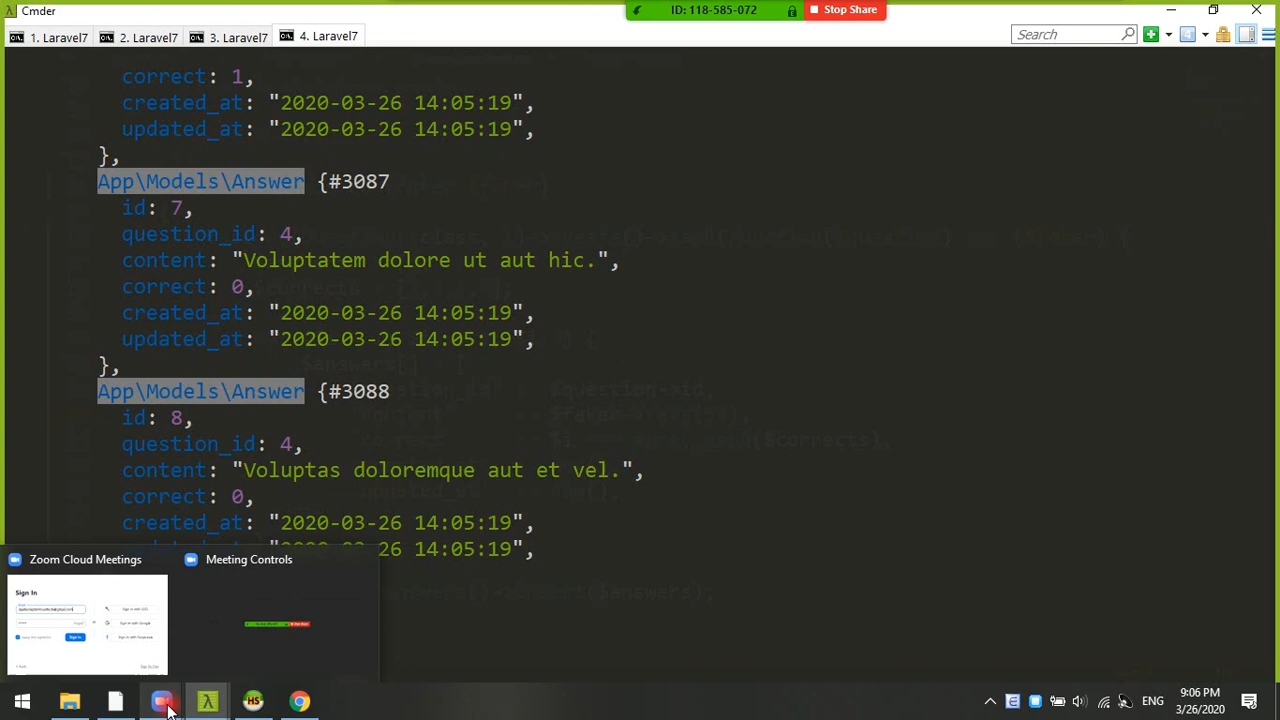 Cmder
ID: 118-585-072
Stop Share
1. Laravel7
2. Laravel7
3. Laravel7
4. Laravel7
Search
correct: 1,
created_at: "2020-03-26 14:05:19",
updated_at: "2020-03-26 14:05:19",
},
App\Models\Answer {#3087
id: 7,
question_id: 4,
content: "Voluptatem dolore ut aut hic.",
correct: 0,
created_at: "2020-03-26 14:05:19",
updated_at: "2020-03-26 14:05:19",
},
App\Models\Answer {#3088
id: 8,
question_id: 4,
content: "Voluptas doloremque aut et vel.",
correct: 0,
created_at: "2020-03-26 14:05:19",
"2020-03-26 14:05:19",
Zoom Cloud Meetings
Meeting Controls
Sign In
Sign In
HS
ENG
9:06 PM
3/26/2020